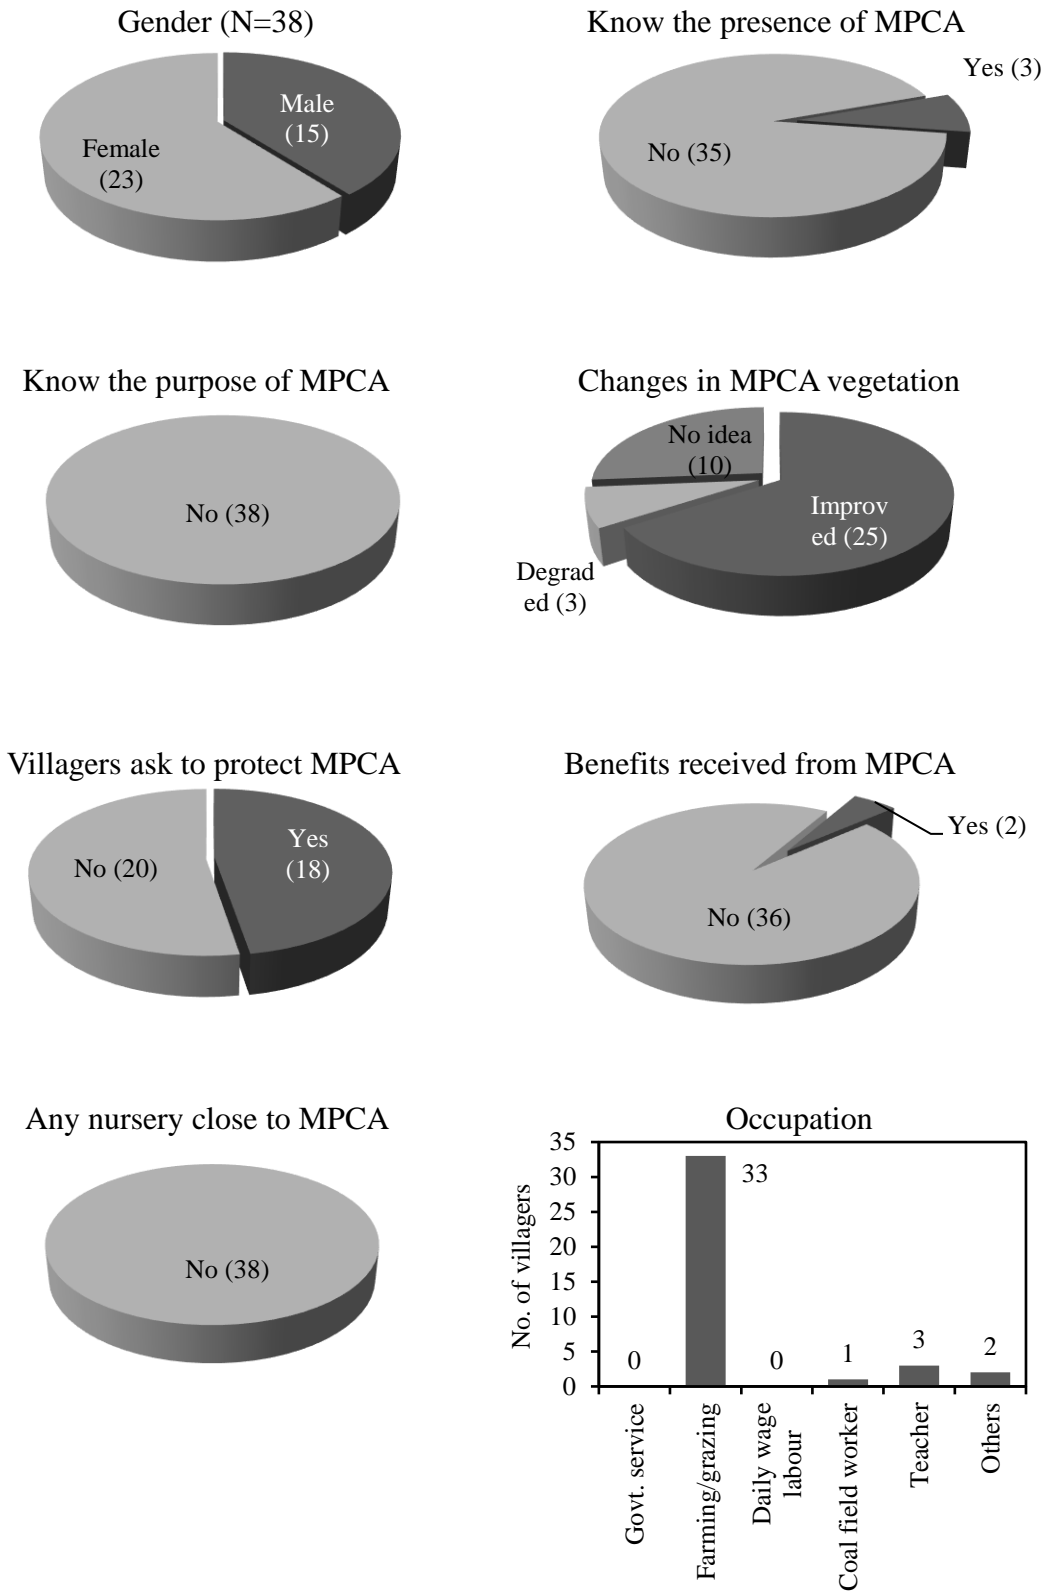 Gender (N=38)
Male
(15)
Female
(23)
Know the presence of MPCA
Yes (3)
No (35)
Know the purpose of MPCA
No (38)
Changes in MPCA vegetation
No idea
(10)
Improv
ed (25)
Degrad
ed (3)
Villagers ask to protect MPCA
Yes
(18)
No (20)
Benefits received from MPCA
Yes (2)
No (36)
Any nursery close to MPCA
No (38)
Occupation
No. of villagers
35
30
25
20
15
10
5
0
0
33
0
1
3
2
Govt. service
Farming/grazing
Daily wage
labour
Coal field worker
Teacher
Others